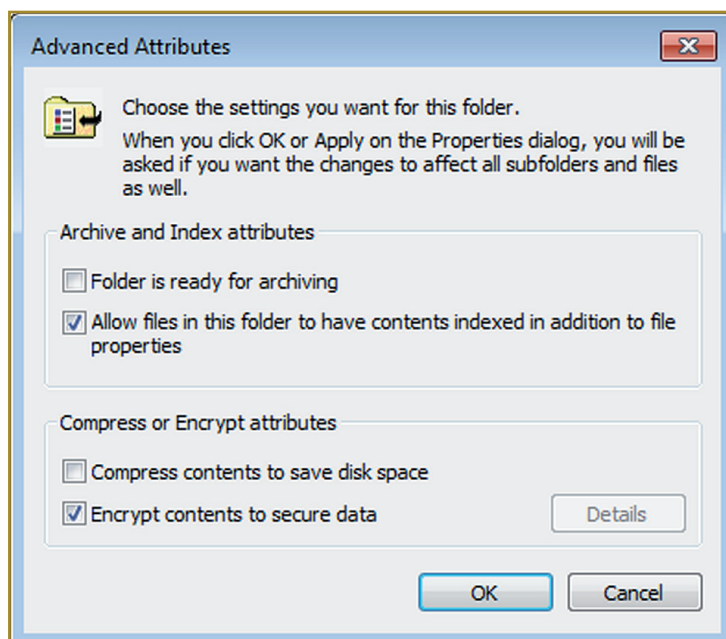 Advanced Attributes
Choose the settings you want for this folder.
When you click OK or Apply on the Properties dialog, you will be
asked if you want the changes to affect all subfolders and files
as well.
Archive and Index attributes
Folder is ready for archiving
Allow files in this folder to have contents indexed in addition to file
properties
Compress or Encrypt attributes
Compress contents to save disk space
Encrypt contents to secure data
Details
OK
Cancel